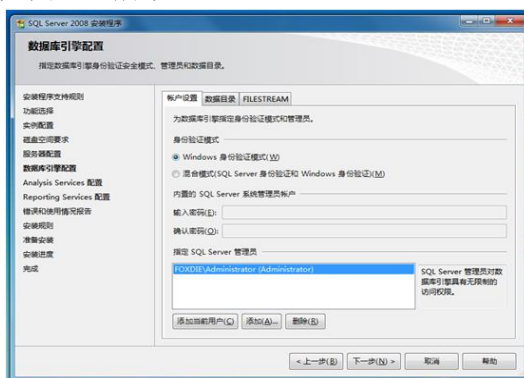 SQL Server 2008 安装程序
数据库引擎配置
指定数据库引擎身份验证安全模式、管理员和数据目录。
安装程序支持规则
功能选择
实例配置
磁盘空间要求
服务器配置
数据库引擎配置
Analysis Services 配置
Reporting Services 配置
错误和使用情况报告
安装规则
准备安装
安装进度
完成
帐户设置 数据目录 FILESTREAM
为数据库引擎指定身份验证模式和管理员。
身份验证模式
Windows 身份验证模式(W)
混合模式(SQL Server 身份验证和 Windows 身份验证)(M)
内置的 SQL Server 系统管理员帐户
输入密码(E):
确认密码(O):
指定 SQL Server 管理员
FOXDIE\Administrator (Administrator)
SQL Server 管理员对数
据库引擎具有无限制的
访问权限。
添加当前用户(C) 添加(A)... 删除(R)
< 上一步(B) 下一步(N) > 取消 帮助